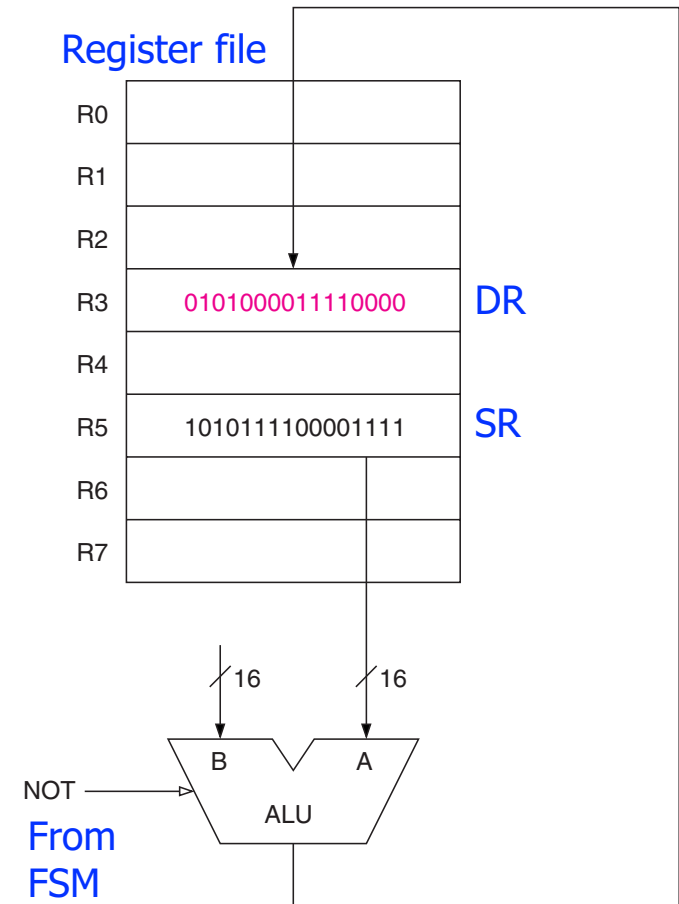 Register file
R0
R1
R2
R3 0101000011110000 DR
R4
R5 1010111100001111 SR
R6
R7
16 16
B A
NOT
ALU
From
FSM